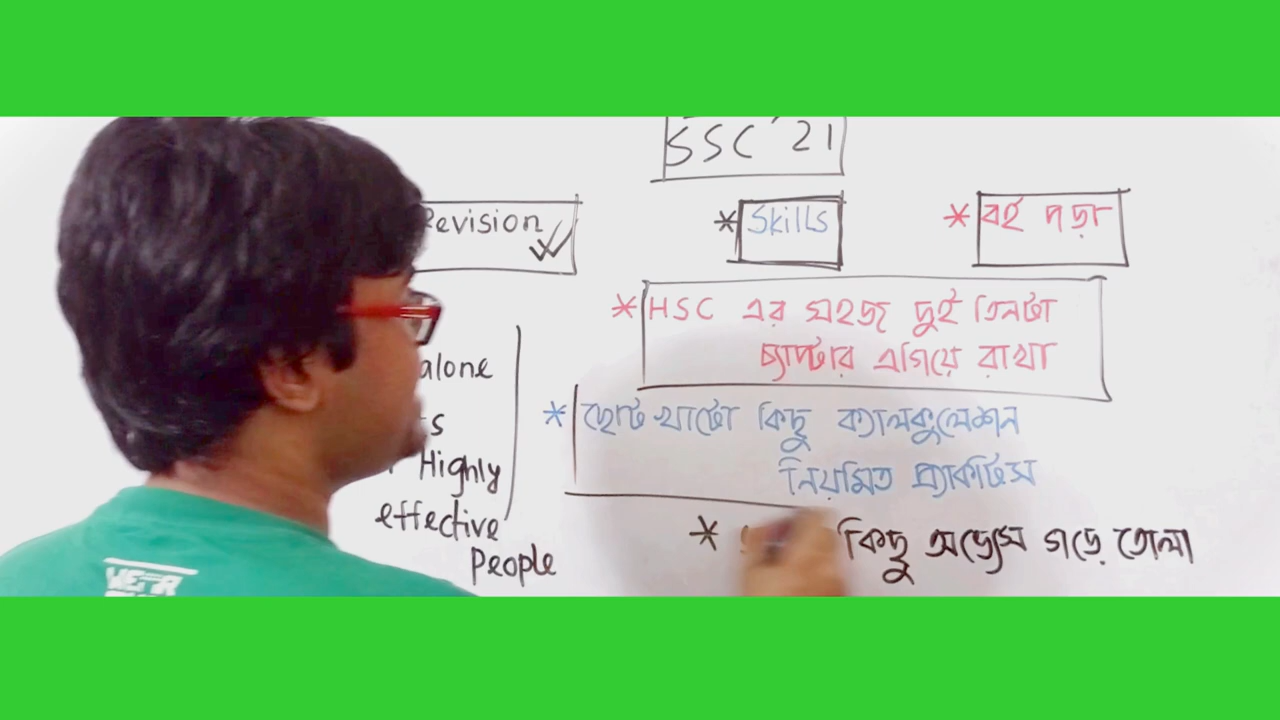 SSC '21
Revision
* Skills
* বই পড়া
* HSC এর সহজ দুই তিনটা
চ্যাপ্টার এগিয়ে রাখা
alone
* ছোট খাটো কিছু ক্যালকুলেশন
নিয়মিত প্র্যাকটিস
Highly
effective
People
* কিছু অভ্যেস গড়ে তোলা